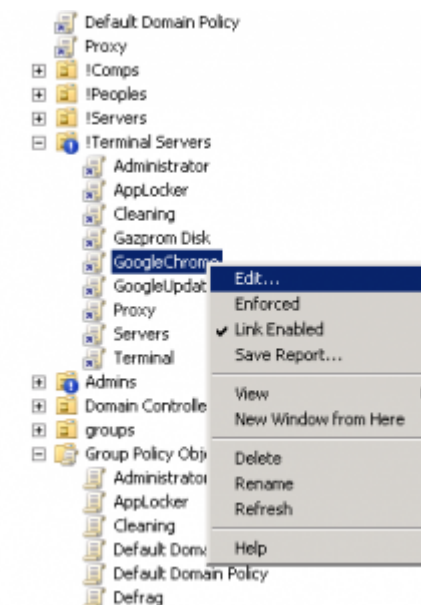 Default Domain Policy
Proxy
!Comps
!Peoples
!Servers
!Terminal Servers
Administrator
AppLocker
Cleaning
Gazprom Disk
GoogleChrome
GoogleUpdat
Proxy
Servers
Terminal
Admins
Domain Controlle
groups
Group Policy Obj
Administrator
AppLocker
Cleaning
Default Doma
Default Domain Policy
Defrag
Edit...
Enforced
Link Enabled
Save Report...
View
New Window from Here
Delete
Rename
Refresh
Help